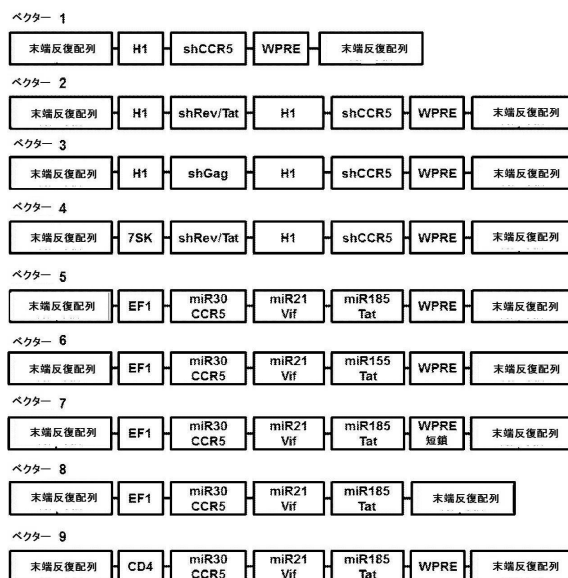 ベクター 1
末端反復配列 H1 shCCR5 WPRE 末端反復配列
ベクター 2
末端反復配列 H1 shRev/Tat H1 shCCR5 WPRE 末端反復配列
ベクター 3
末端反復配列 H1 shGag H1 shCCR5 WPRE 末端反復配列
ベクター 4
末端反復配列 7SK shRev/Tat H1 shCCR5 WPRE 末端反復配列
ベクター 5
末端反復配列 EF1 miR30 CCR5 miR21 Vif miR185 Tat WPRE 末端反復配列
ベクター 6
末端反復配列 EF1 miR30 CCR5 miR21 Vif miR155 Tat WPRE 末端反復配列
ベクター 7
末端反復配列 EF1 miR30 CCR5 miR21 Vif miR185 Tat WPRE 短鎖 末端反復配列
ベクター 8
末端反復配列 EF1 miR30 CCR5 miR21 Vif miR185 Tat 末端反復配列
ベクター 9
末端反復配列 CD4 miR30 CCR5 miR21 Vif miR185 Tat WPRE 末端反復配列